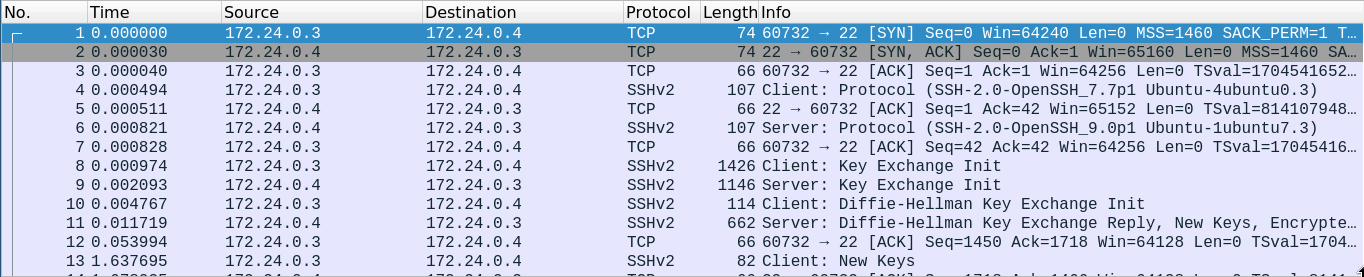 No. Time Source Destination Protocol Length Info
1 0.000000 172.24.0.3 172.24.0.4 TCP 74 60732 → 22 [SYN] Seq=0 Win=64240 Len=0 MSS=1460 SACK_PERM=1 T…
2 0.000030 172.24.0.4 172.24.0.3 TCP 74 22 → 60732 [SYN, ACK] Seq=0 Ack=1 Win=65160 Len=0 MSS=1460 SA…
3 0.000040 172.24.0.3 172.24.0.4 TCP 66 60732 → 22 [ACK] Seq=1 Ack=1 Win=64256 Len=0 TSval=1704541652…
4 0.000494 172.24.0.3 172.24.0.4 SSHv2 107 Client: Protocol (SSH-2.0-OpenSSH_7.7p1 Ubuntu-4ubuntu0.3)
5 0.000511 172.24.0.4 172.24.0.3 TCP 66 22 → 60732 [ACK] Seq=1 Ack=42 Win=65152 Len=0 TSval=814107948…
6 0.000821 172.24.0.4 172.24.0.3 SSHv2 107 Server: Protocol (SSH-2.0-OpenSSH_9.0p1 Ubuntu-1ubuntu7.3)
7 0.000828 172.24.0.3 172.24.0.4 TCP 66 60732 → 22 [ACK] Seq=42 Ack=42 Win=64256 Len=0 TSval=17045416…
8 0.000974 172.24.0.3 172.24.0.4 SSHv2 1426 Client: Key Exchange Init
9 0.002093 172.24.0.4 172.24.0.3 SSHv2 1146 Server: Key Exchange Init
10 0.004767 172.24.0.3 172.24.0.4 SSHv2 114 Client: Diffie-Hellman Key Exchange Init
11 0.011719 172.24.0.4 172.24.0.3 SSHv2 662 Server: Diffie-Hellman Key Exchange Reply, New Keys, Encrypte…
12 0.053994 172.24.0.3 172.24.0.4 TCP 66 60732 → 22 [ACK] Seq=1450 Ack=1718 Win=64128 Len=0 TSval=1704…
13 1.637695 172.24.0.3 172.24.0.4 SSHv2 82 Client: New Keys